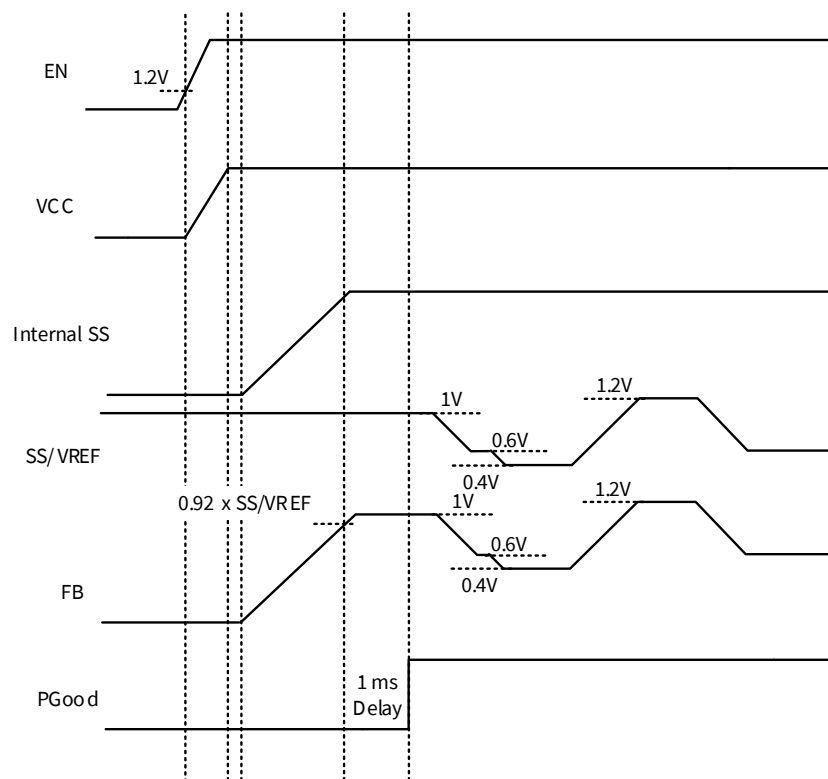 EN
1.2V
VCC
Internal SS
1V
1.2V
SS/VREF
0.6V
0.4V
0.92 x SS/VREF
1V
1.2V
0.6V
0.4V
FB
PGood
1 ms
Delay